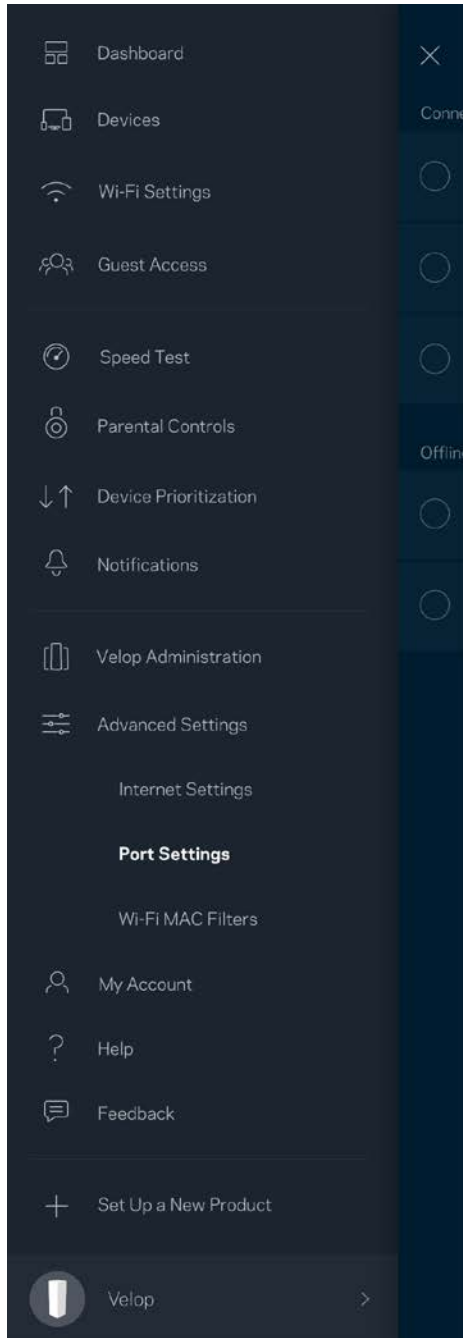 Dashboard
Devices
Wi-Fi Settings
Guest Access
Speed Test
Parental Controls
Device Prioritization
Notifications
Velop Administration
Advanced Settings
Internet Settings
Port Settings
Wi-Fi MAC Filters
My Account
Help
Feedback
Set Up a New Product
Velop